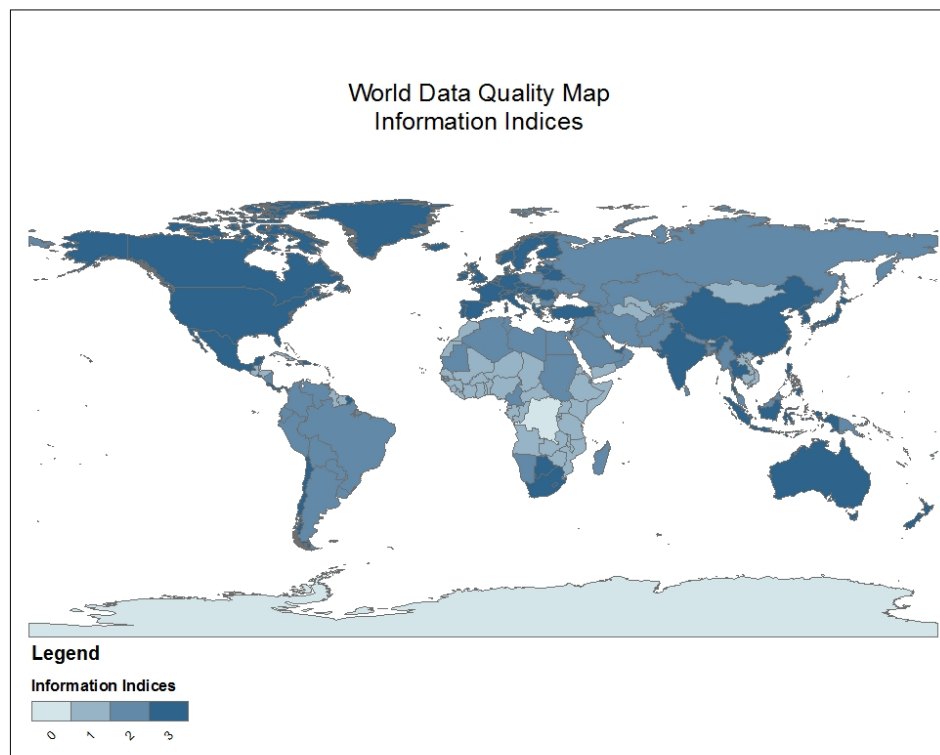 World Data Quality Map
Information Indices
Legend
Information Indices
0 1 2 3